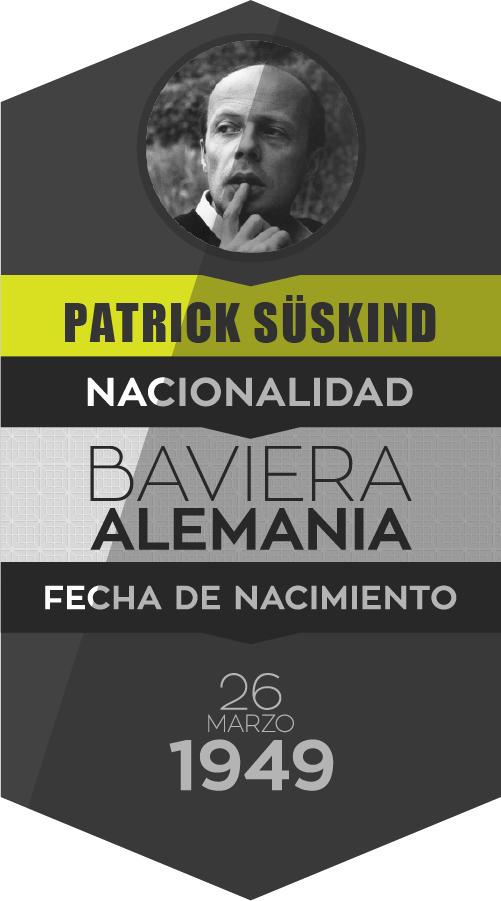 PATRICK SÜSKIND
NACIONALIDAD
BAVIERA
ALEMANIA
FECHA DE NACIMIENTO
26
MARZO
1949